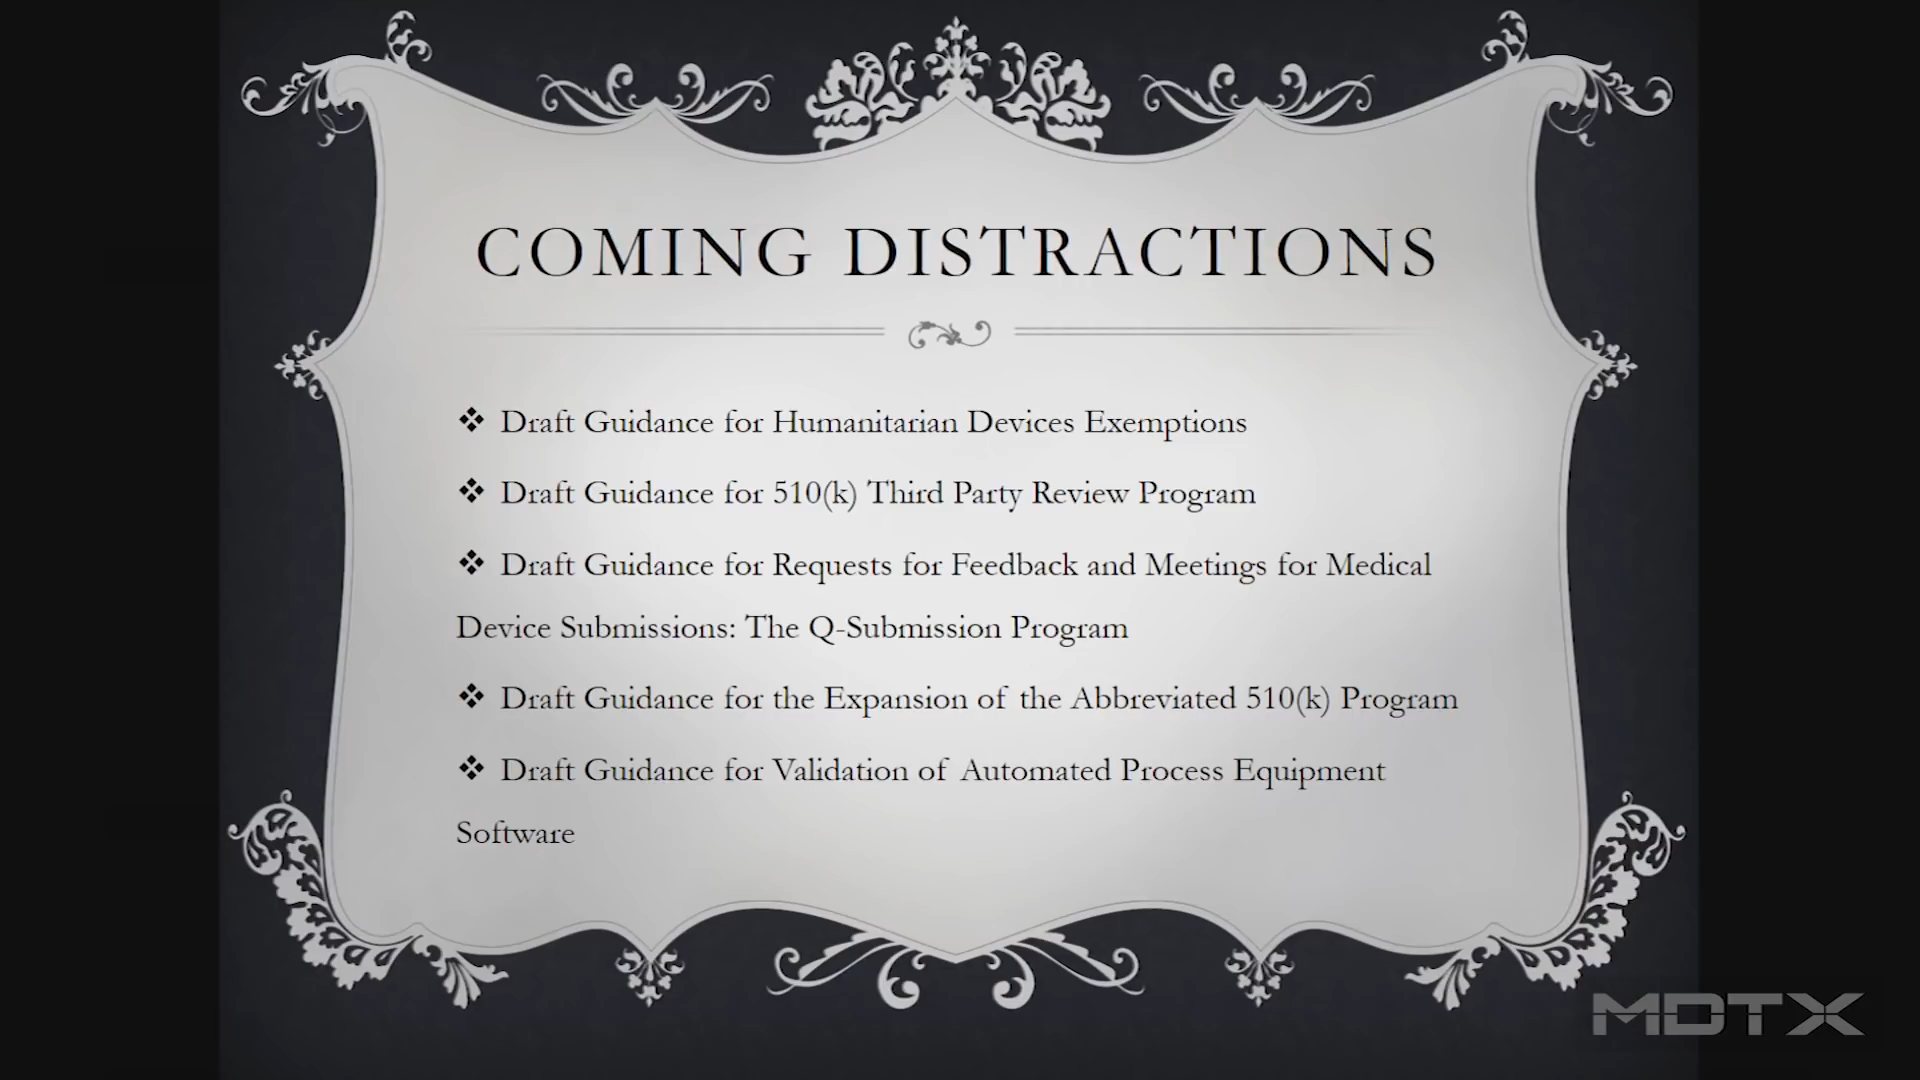 COMING DISTRACTIONS
❖ Draft Guidance for Humanitarian Devices Exemptions
❖ Draft Guidance for 510(k) Third Party Review Program
❖ Draft Guidance for Requests for Feedback and Meetings for Medical
Device Submissions: The Q-Submission Program
❖ Draft Guidance for the Expansion of the Abbreviated 510(k) Program
❖ Draft Guidance for Validation of Automated Process Equipment
Software
MDTX